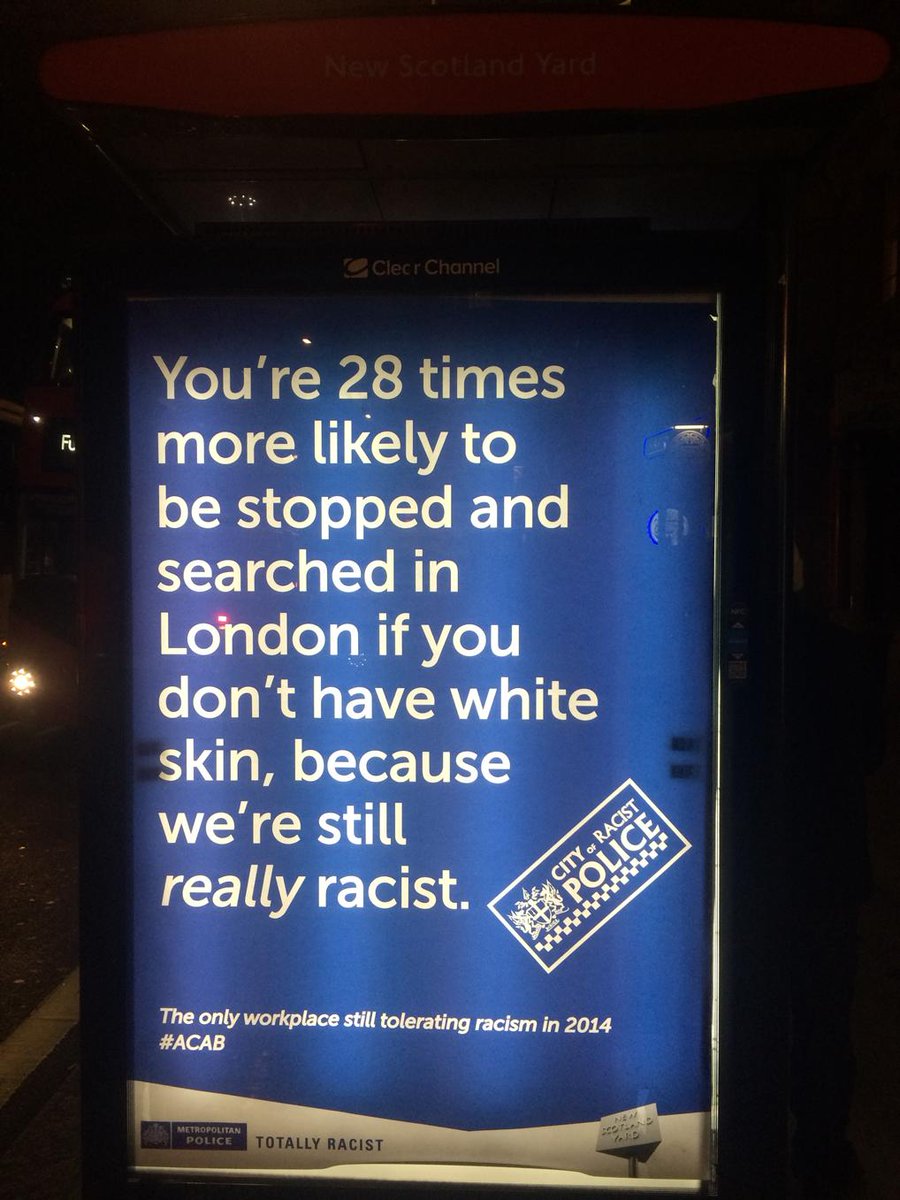 New Scotland Yard
Clear Channel
Fu
You're 28 times
more likely to
be stopped and
searched in
London if you
don't have white
skin, because
we're still
really racist.
CITY of RACIST
POLICE
The only workplace still tolerating racism in 2014
#ACAB
METROPOLITAN
POLICE
TOTALLY RACIST
NEW
SCOTLAND
YARD